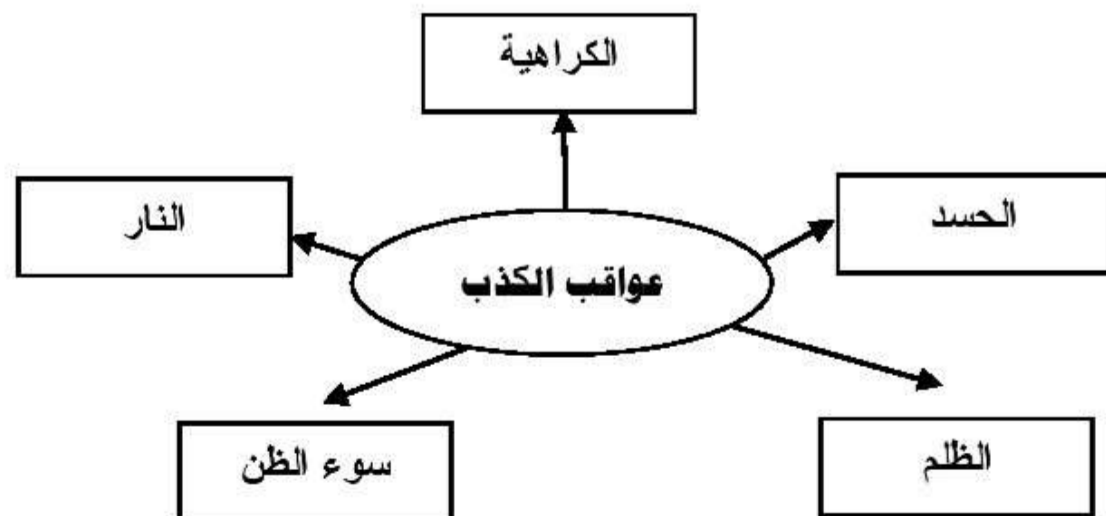 الكراهية
الحسد
النار
عواقب الكذب
الظلم
سوء الظن